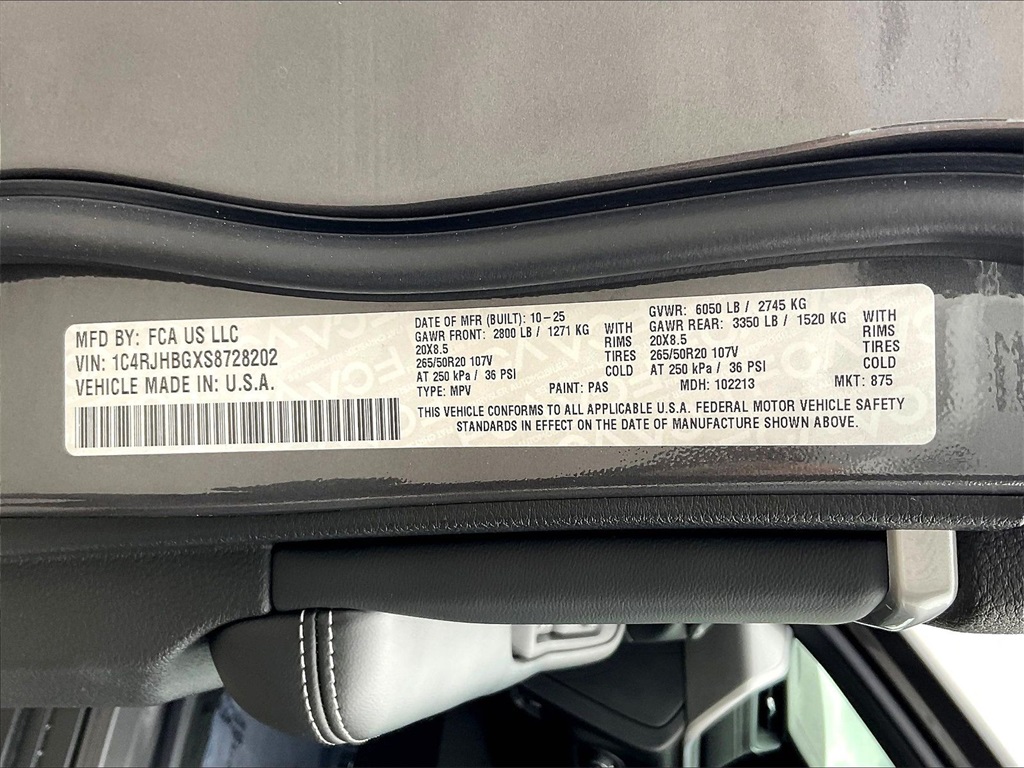 MFD BY: FCA US LLC
VIN: 1C4RJHBGXS8728202
VEHICLE MADE IN: U.S.A.
DATE OF MFR (BUILT): 10-25
GAWR FRONT: 2800 LB / 1271 KG WITH
20X8.5 RIMS
265/50R20 107V TIRES
AT 250 kPa / 36 PSI COLD
TYPE: MPV PAINT: PAS
GVWR: 6050 LB / 2745 KG
GAWR REAR: 3350 LB / 1520 KG WITH
20X8.5 RIMS
265/50R20 107V TIRES
AT 250 kPa / 36 PSI COLD
MDH: 102213 MKT: 875
THIS VEHICLE CONFORMS TO ALL APPLICABLE U.S.A. FEDERAL MOTOR VEHICLE SAFETY
STANDARDS IN EFFECT ON THE DATE OF MANUFACTURE SHOWN ABOVE.